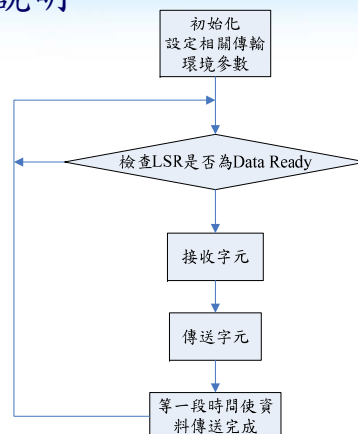 說明
初始化
設定相關傳輸
環境參數
檢查LSR是否為Data Ready
接收字元
傳送字元
等一段時間使資
料傳送完成